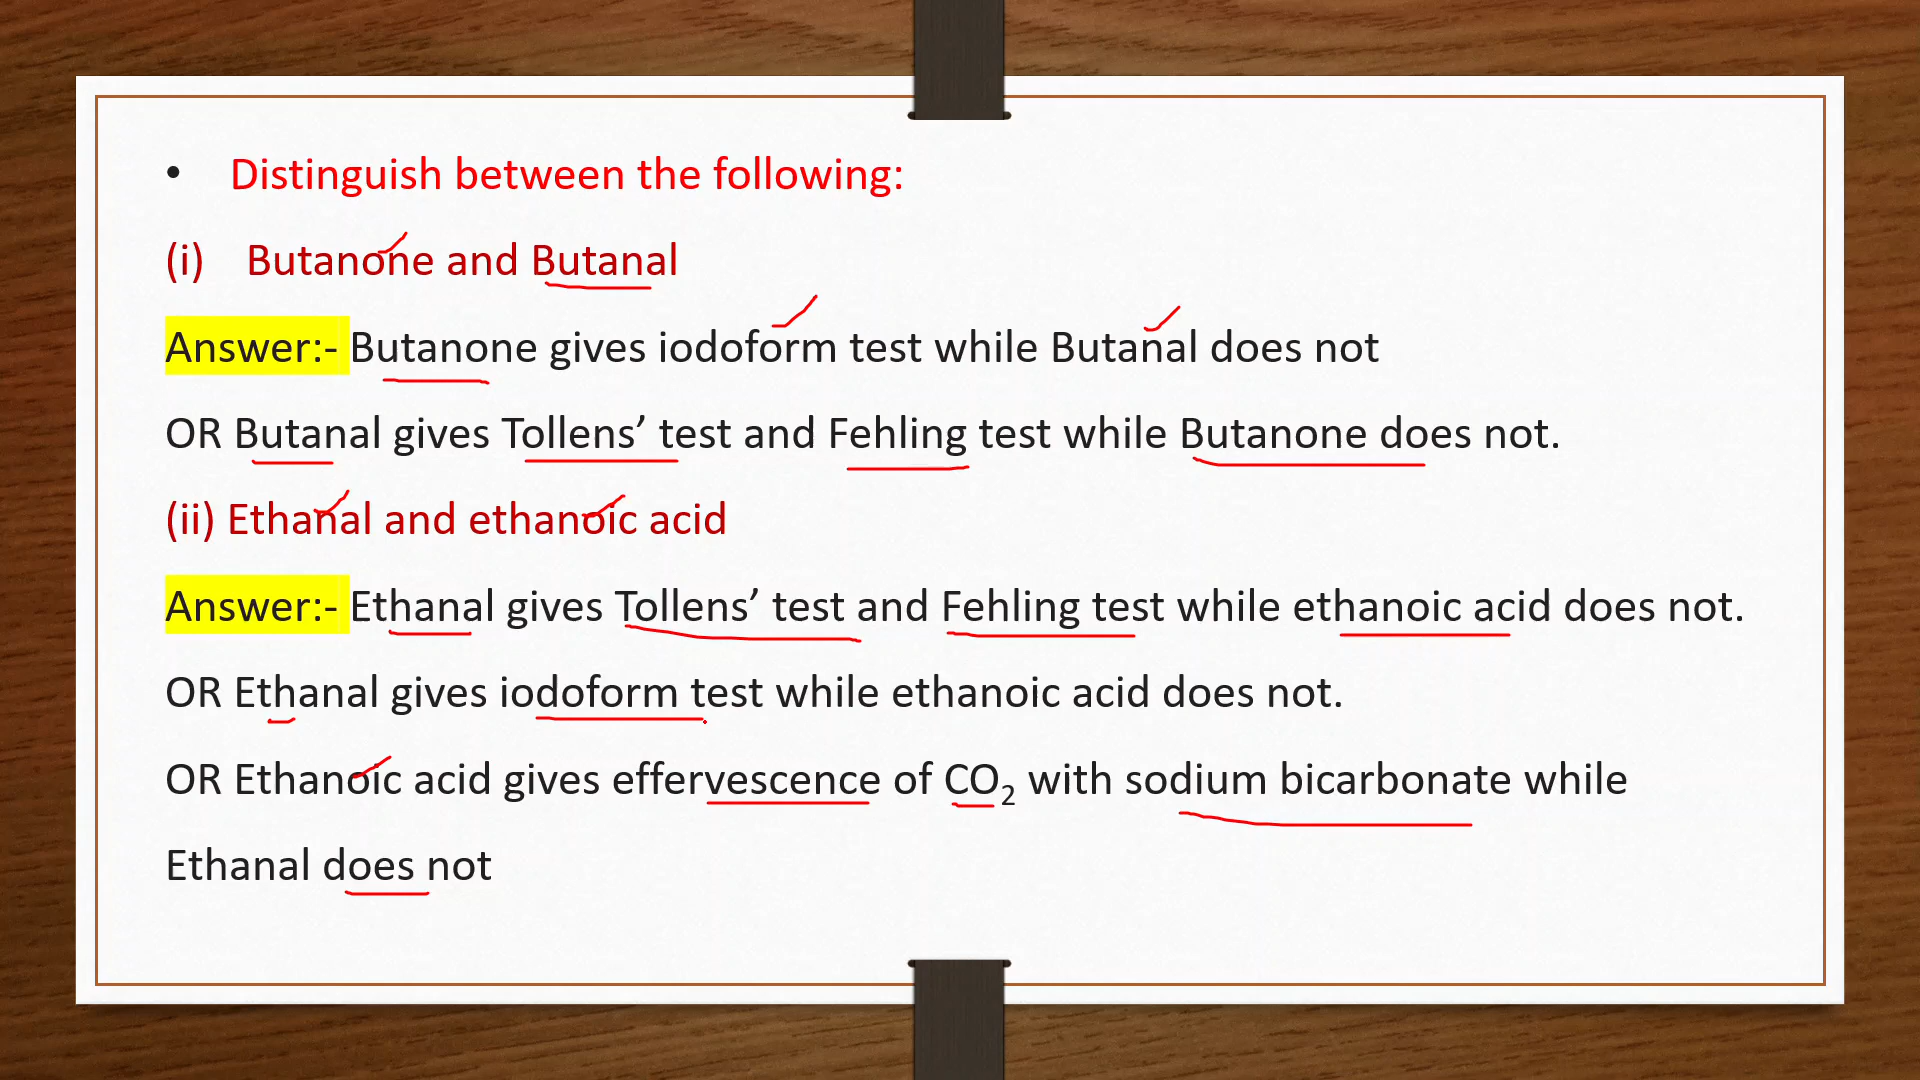 • Distinguish between the following:
(i) Butanone and Butanal
Answer:- Butanone gives iodoform test while Butanal does not
OR Butanal gives Tollens’ test and Fehling test while Butanone does not.
(ii) Ethanal and ethanoic acid
Answer:- Ethanal gives Tollens’ test and Fehling test while ethanoic acid does not.
OR Ethanal gives iodoform test while ethanoic acid does not.
OR Ethanoic acid gives effervescence of CO₂ with sodium bicarbonate while
Ethanal does not